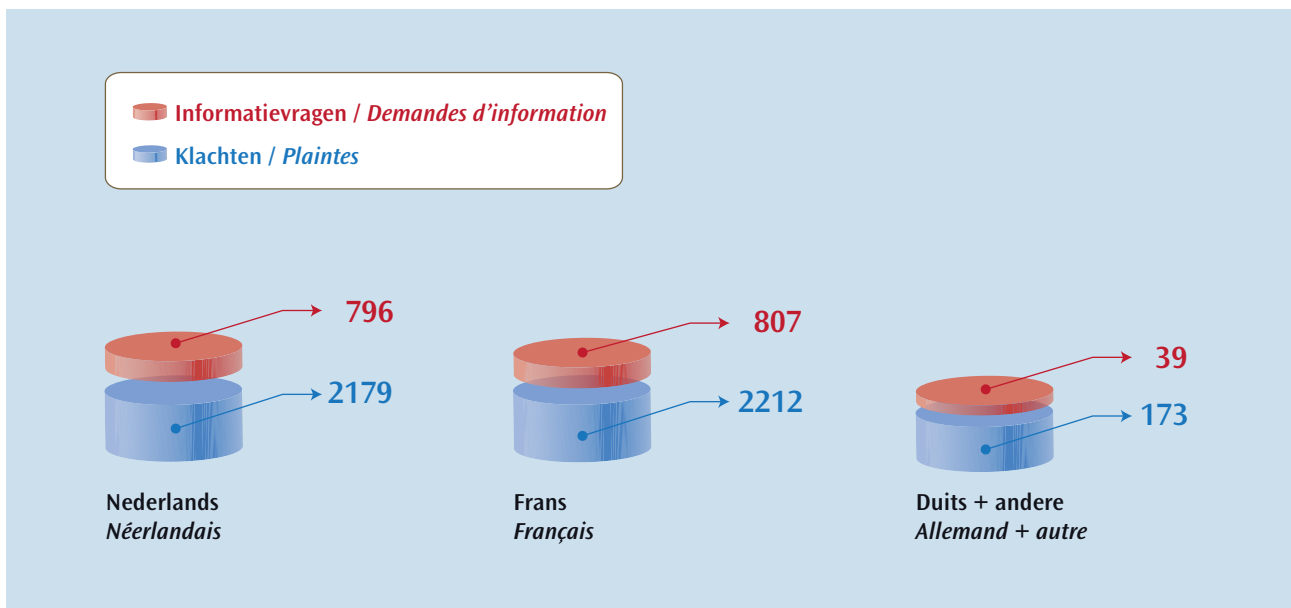 Informatievragen / Demandes d’information
Klachten / Plaintes
796
2179
Nederlands
Néerlandais
807
2212
Frans
Français
39
173
Duits + andere
Allemand + autre